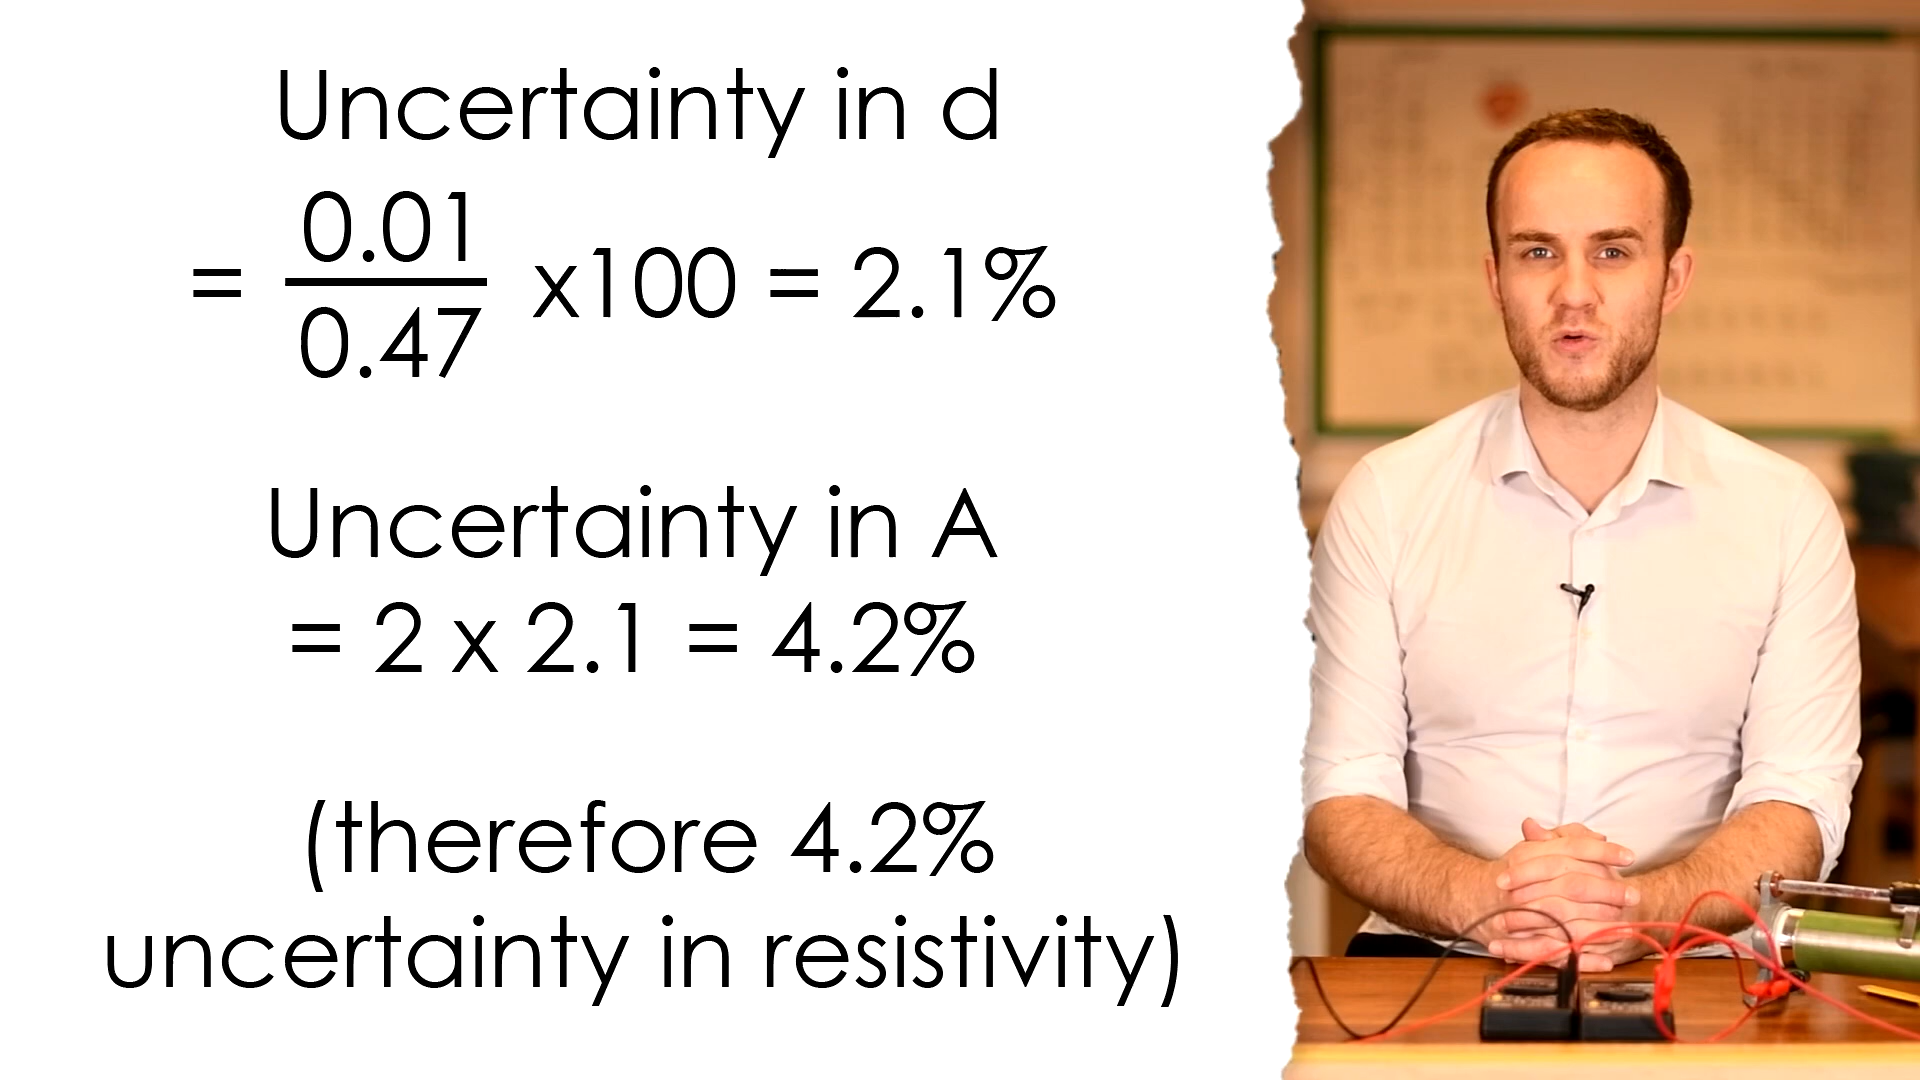 Uncertainty in d
= 0.01/0.47 x100 = 2.1%
Uncertainty in A
= 2 x 2.1 = 4.2%
(therefore 4.2%
uncertainty in resistivity)